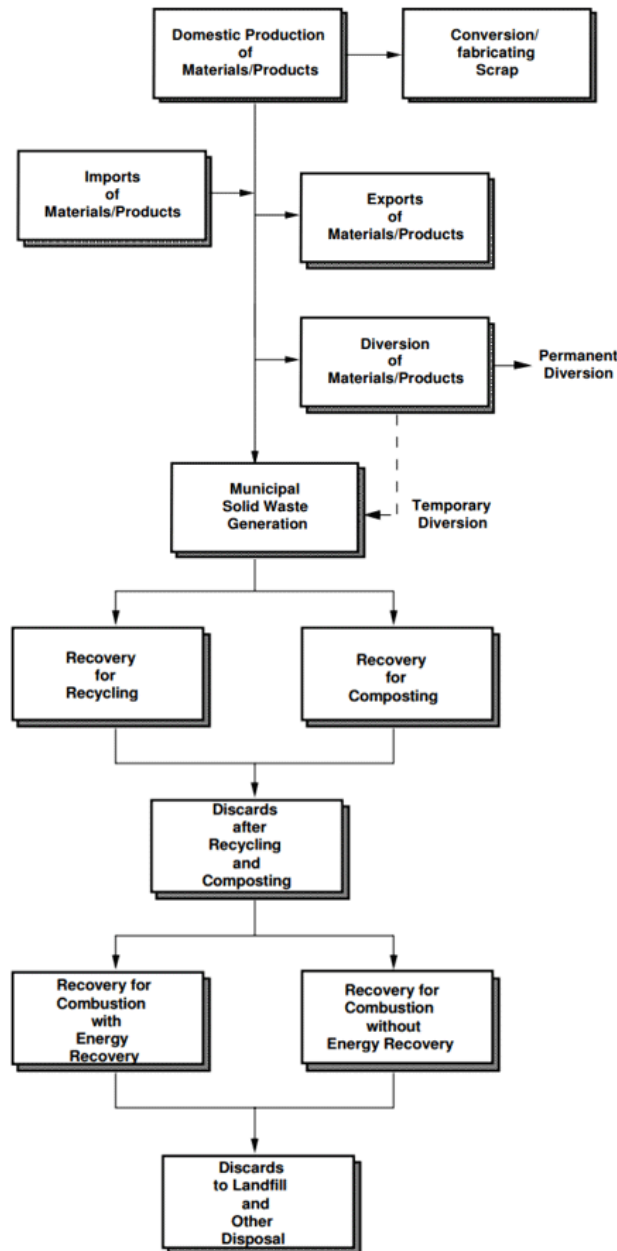 Domestic Production
of
Materials/Products
Conversion/
fabricating
Scrap
Imports
of
Materials/Products
Exports
of
Materials/Products
Diversion
of
Materials/Products
Permanent
Diversion
Municipal
Solid Waste
Generation
Temporary
Diversion
Recovery
for
Recycling
Recovery
for
Composting
Discards
after
Recycling
and
Composting
Recovery for
Combustion
with
Energy
Recovery
Recovery for
Combustion
without
Energy Recovery
Discards
to Landfill
and
Other
Disposal